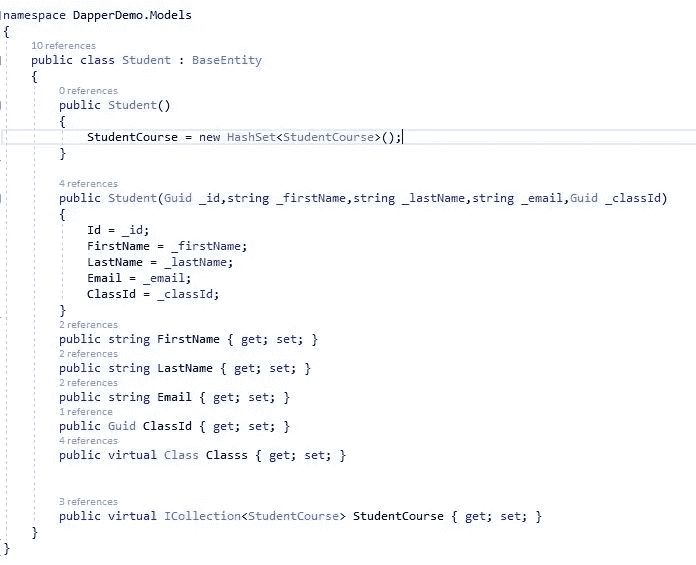 namespace DapperDemo.Models
{
10 references
public class Student : BaseEntity
{
0 references
public Student()
{
StudentCourse = new HashSet<StudentCourse>();
}
4 references
public Student(Guid _id,string _firstName,string _lastName,string _email,Guid _classId)
{
Id = _id;
FirstName = _firstName;
LastName = _lastName;
Email = _email;
ClassId = _classId;
}
2 references
public string FirstName { get; set; }
2 references
public string LastName { get; set; }
2 references
public string Email { get; set; }
1 reference
public Guid ClassId { get; set; }
4 references
public virtual Class Classs { get; set; }
3 references
public virtual ICollection<StudentCourse> StudentCourse { get; set; }
}
}